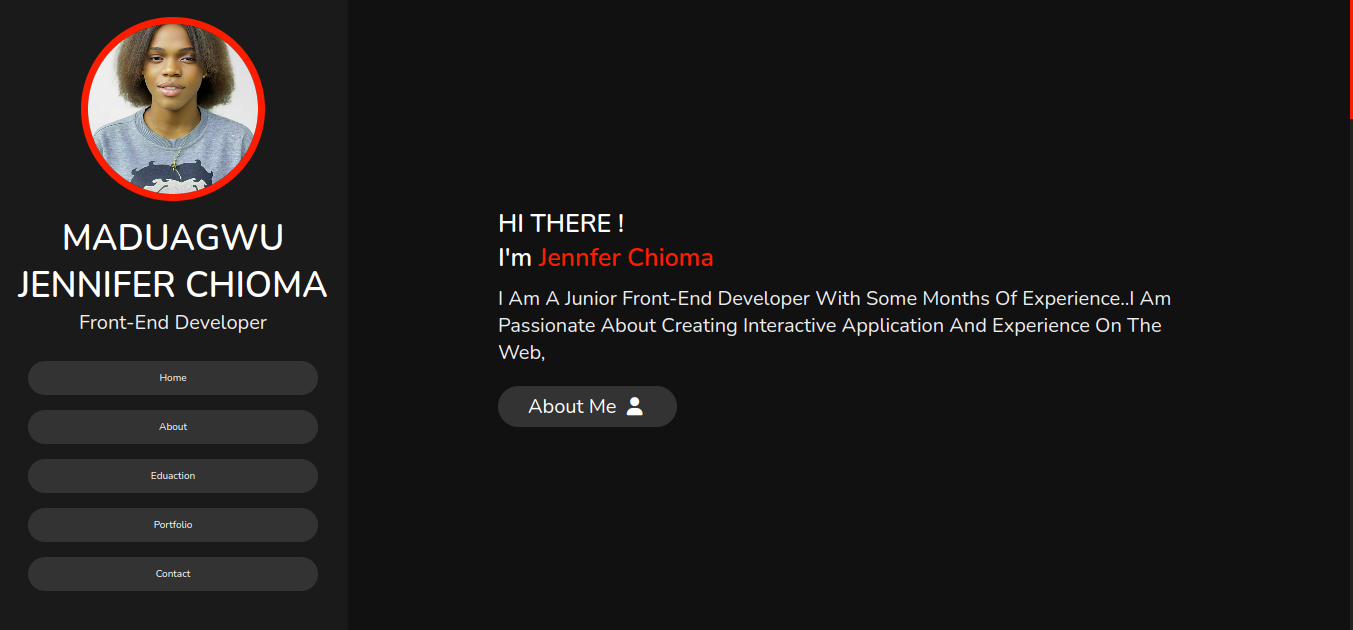 MADUAGWU
JENNIFER CHIOMA
Front-End Developer
Home
About
Eduaction
Portfolio
Contact
HI THERE !
I'm Jennfer Chioma
I Am A Junior Front-End Developer With Some Months Of Experience..I Am
Passionate About Creating Interactive Application And Experience On The
Web,
About Me